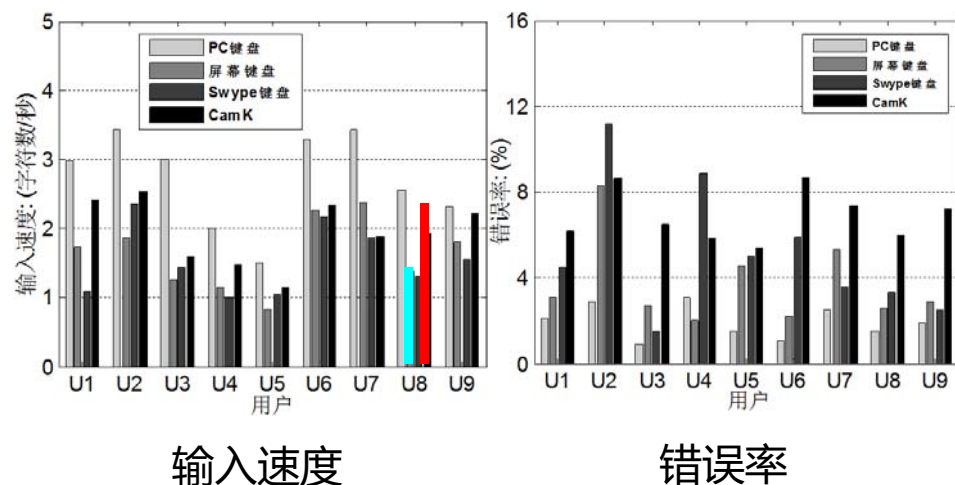 5
4
3
2
1
0
输入速度: (字符数/秒)
PC键盘
屏幕键盘
Swype键盘
CamK
U1 U2 U3 U4 U5 U6 U7 U8 U9
用户
输入速度
16
12
8
4
0
错误率: (%)
PC键盘
屏幕键盘
Swype键盘
CamK
U1 U2 U3 U4 U5 U6 U7 U8 U9
用户
错误率